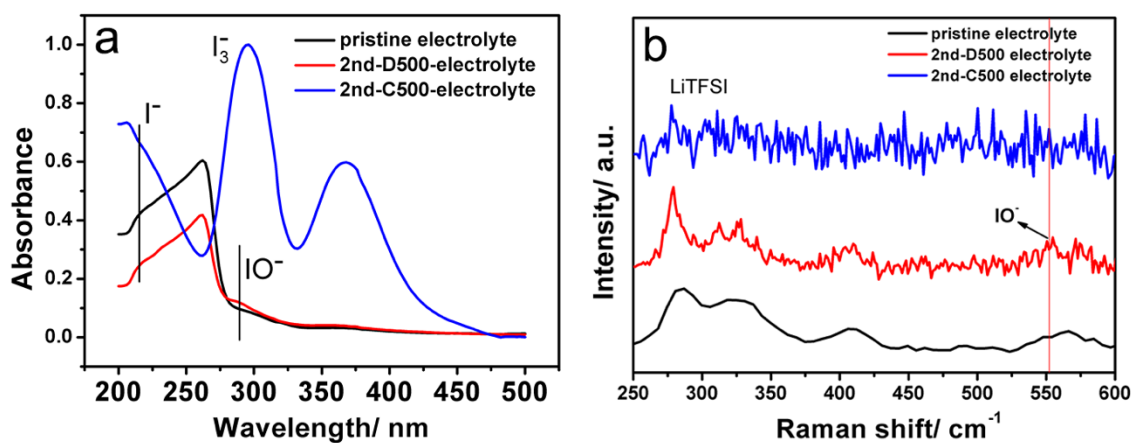 a
I₃⁻
pristine electrolyte
2nd-D500-electrolyte
2nd-C500-electrolyte
I⁻
IO⁻
1.0
0.8
0.6
0.4
0.2
0.0
Absorbance
200 250 300 350 400 450 500
Wavelength/ nm
b
pristine electrolyte
2nd-D500 electrolyte
2nd-C500 electrolyte
LiTFSI
IO⁻
Intensity/ a.u.
250 300 350 400 450 500 550 600
Raman shift/ cm⁻¹